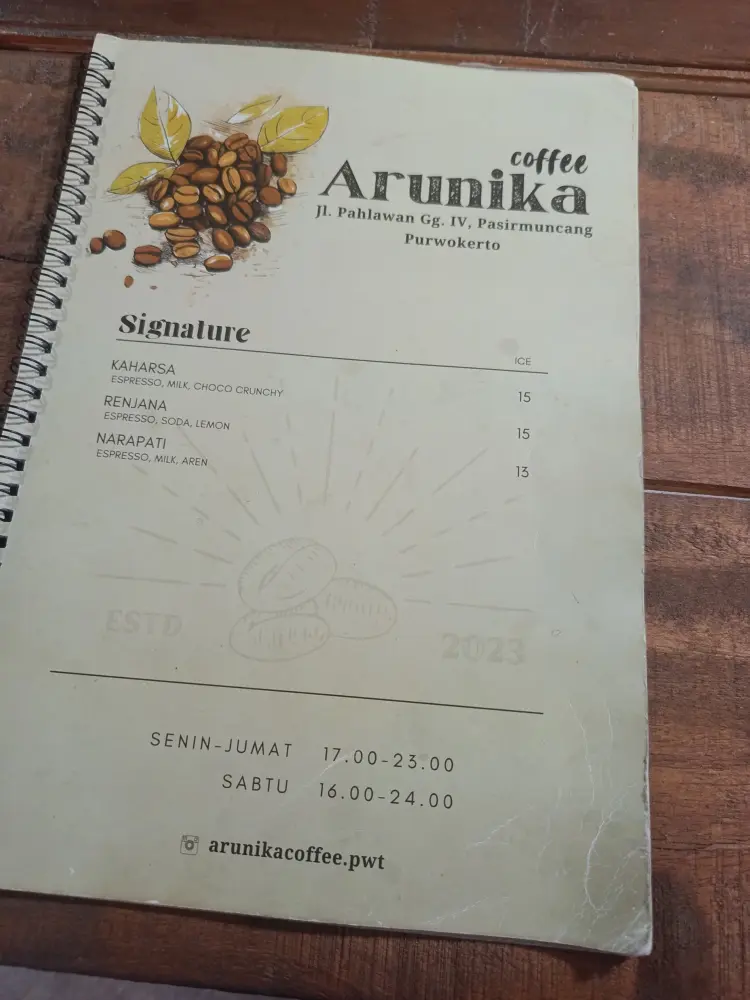 coffee
Arunika
Jl. Pahlawan Gg. IV, Pasirmuncang
Purwokerto
Signature
ICE
KAHARSA
15
ESPRESSO, MILK, CHOCO CRUNCHY
RENJANA
15
ESPRESSO, SODA, LEMON
NARAPATI
13
ESPRESSO, MILK, AREN
ESTD 2023
SENIN-JUMAT 17.00-23.00
SABTU 16.00-24.00
arunikacoffee.pwt